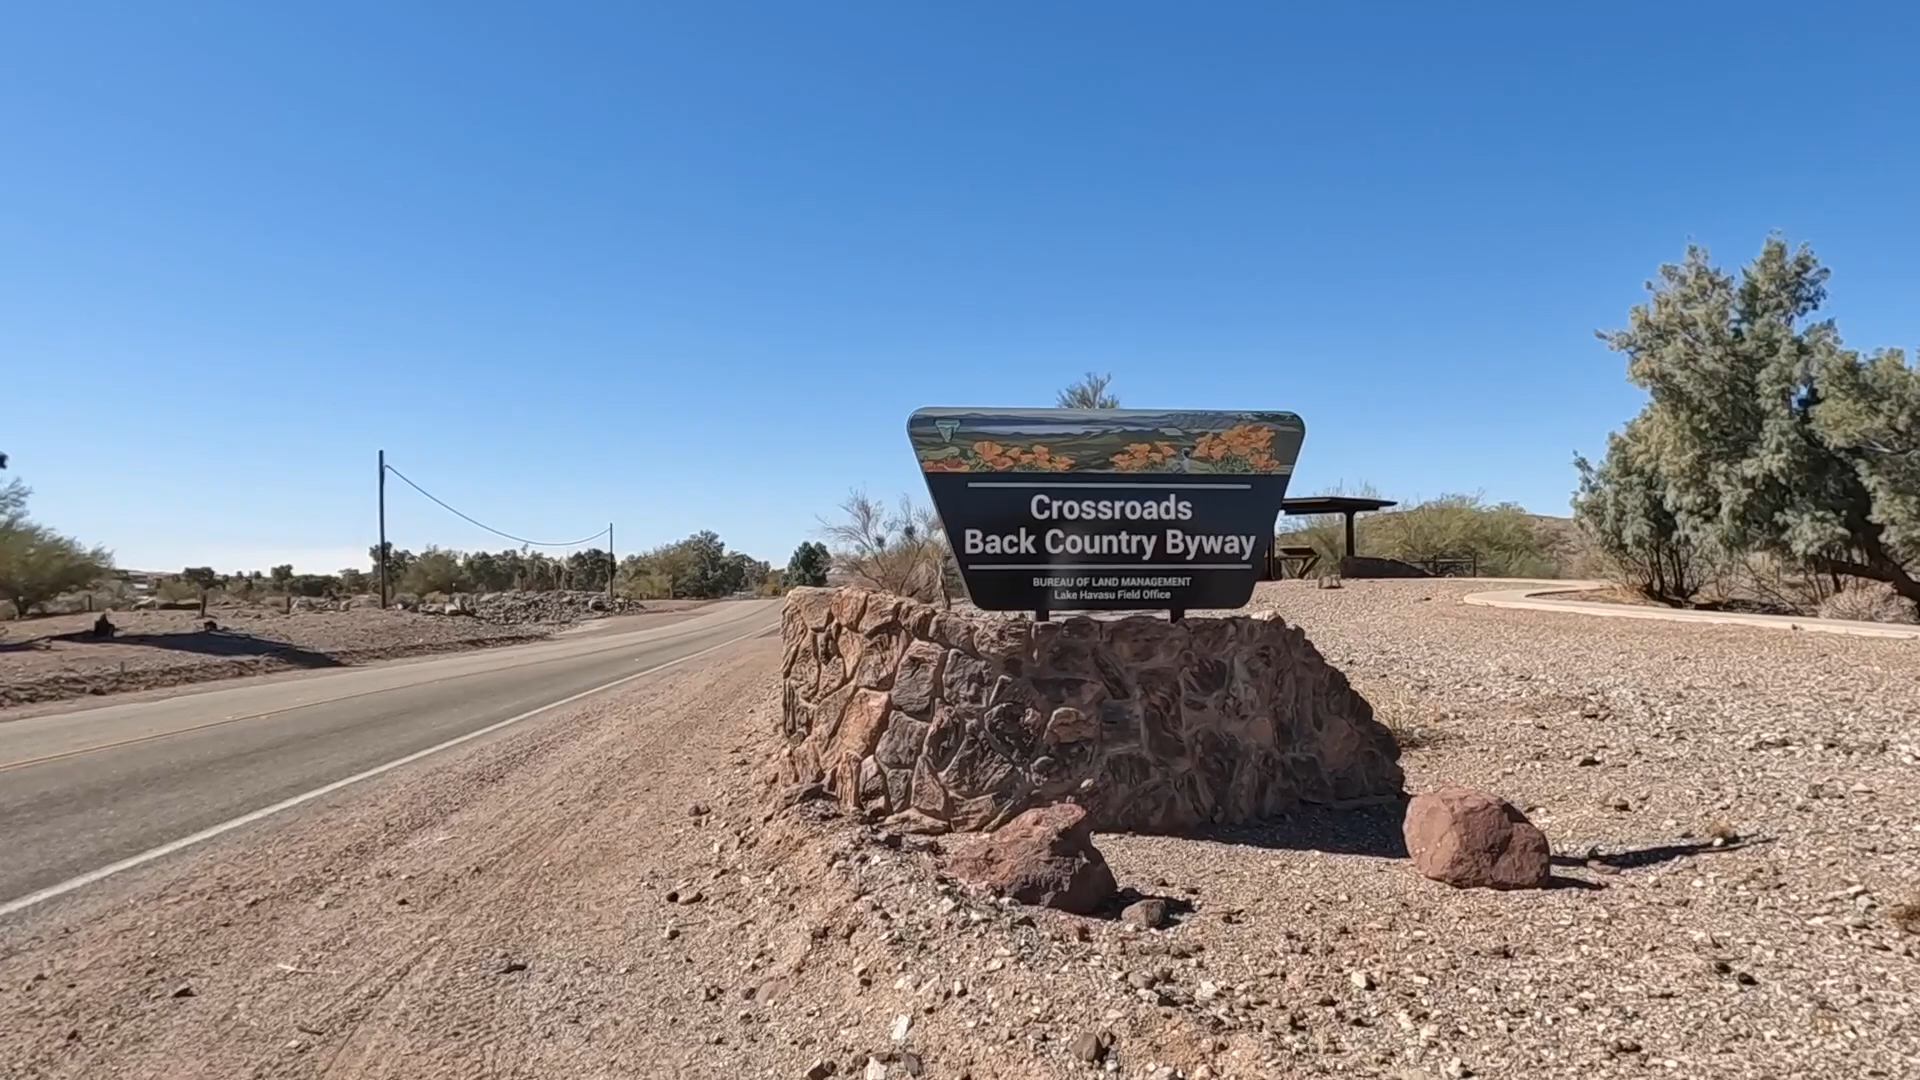 Crossroads
Back Country Byway
BUREAU OF LAND MANAGEMENT
Lake Havasu Field Office